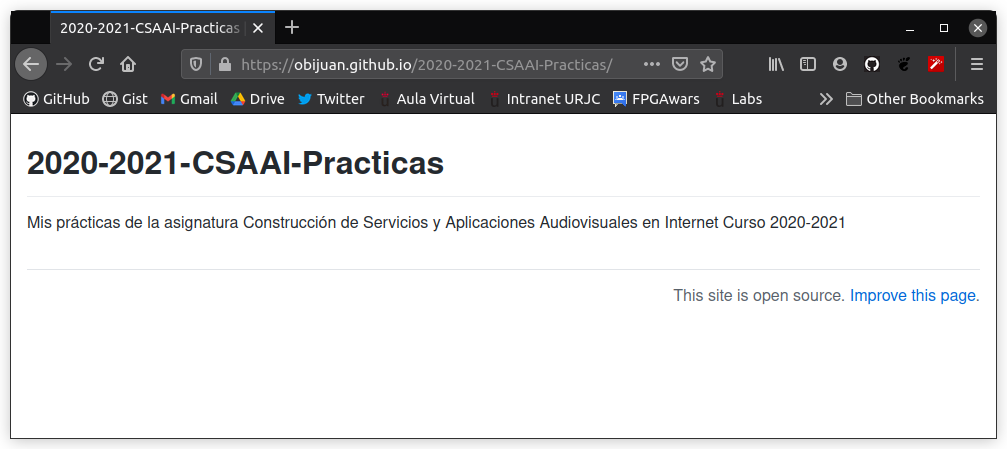 2020-2021-CSAAI-Practicas
https://obijuan.github.io/2020-2021-CSAAI-Practicas/
GitHub Gist Gmail Drive Twitter Aula Virtual Intranet URJC FPGAwars Labs Other Bookmarks
2020-2021-CSAAI-Practicas
Mis prácticas de la asignatura Construcción de Servicios y Aplicaciones Audiovisuales en Internet Curso 2020-2021
This site is open source. Improve this page.